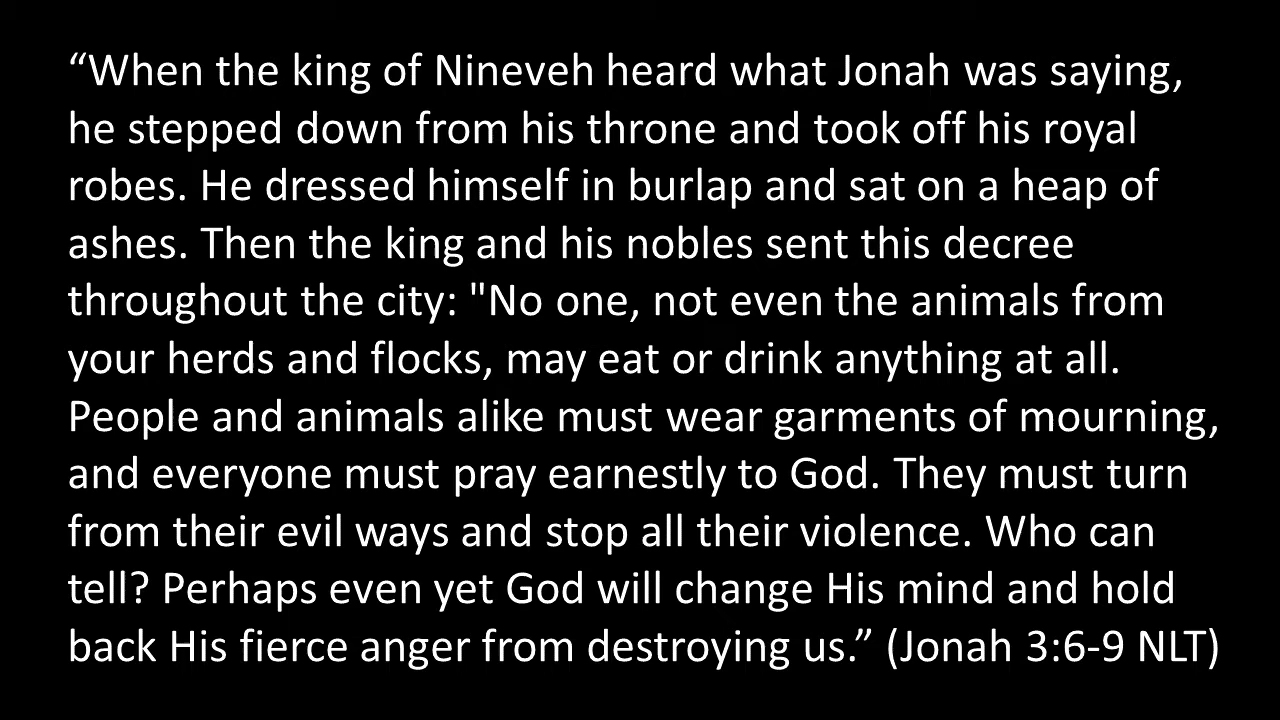 “When the king of Nineveh heard what Jonah was saying,
he stepped down from his throne and took off his royal
robes. He dressed himself in burlap and sat on a heap of
ashes. Then the king and his nobles sent this decree
throughout the city: "No one, not even the animals from
your herds and flocks, may eat or drink anything at all.
People and animals alike must wear garments of mourning,
and everyone must pray earnestly to God. They must turn
from their evil ways and stop all their violence. Who can
tell? Perhaps even yet God will change His mind and hold
back His fierce anger from destroying us.” (Jonah 3:6-9 NLT)